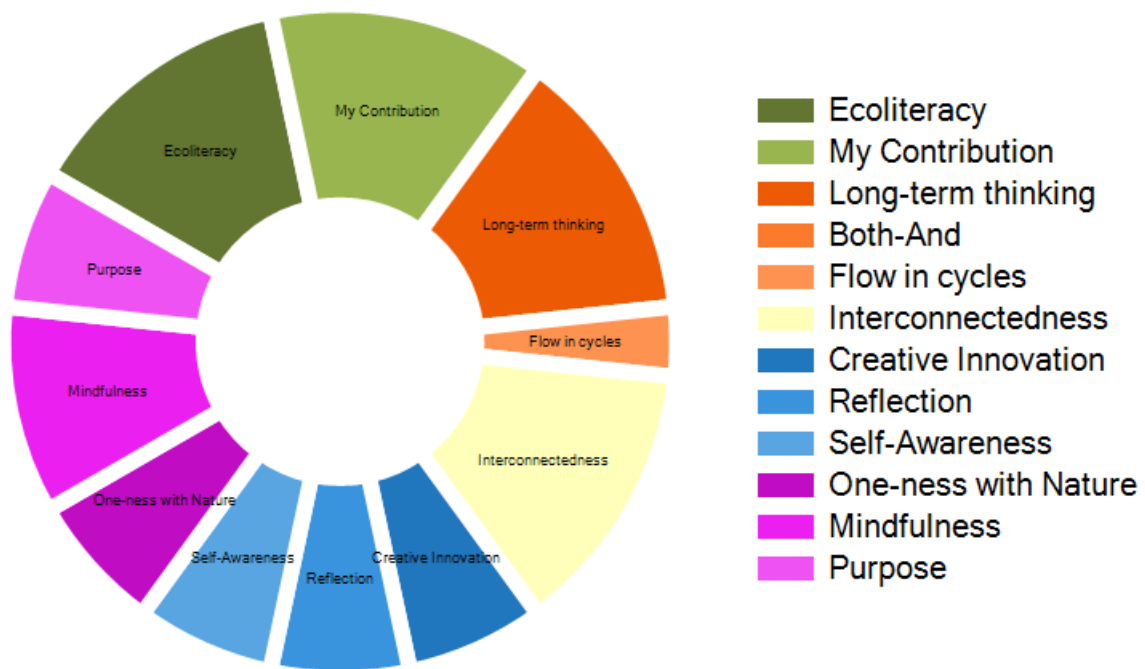 My Contribution
Ecoliteracy
Long-term thinking
Purpose
Flow in cycles
Mindfulness
Interconnectedness
One-ness with Nature
Self-Awareness
Creative Innovation
Reflection
Ecoliteracy
My Contribution
Long-term thinking
Both-And
Flow in cycles
Interconnectedness
Creative Innovation
Reflection
Self-Awareness
One-ness with Nature
Mindfulness
Purpose